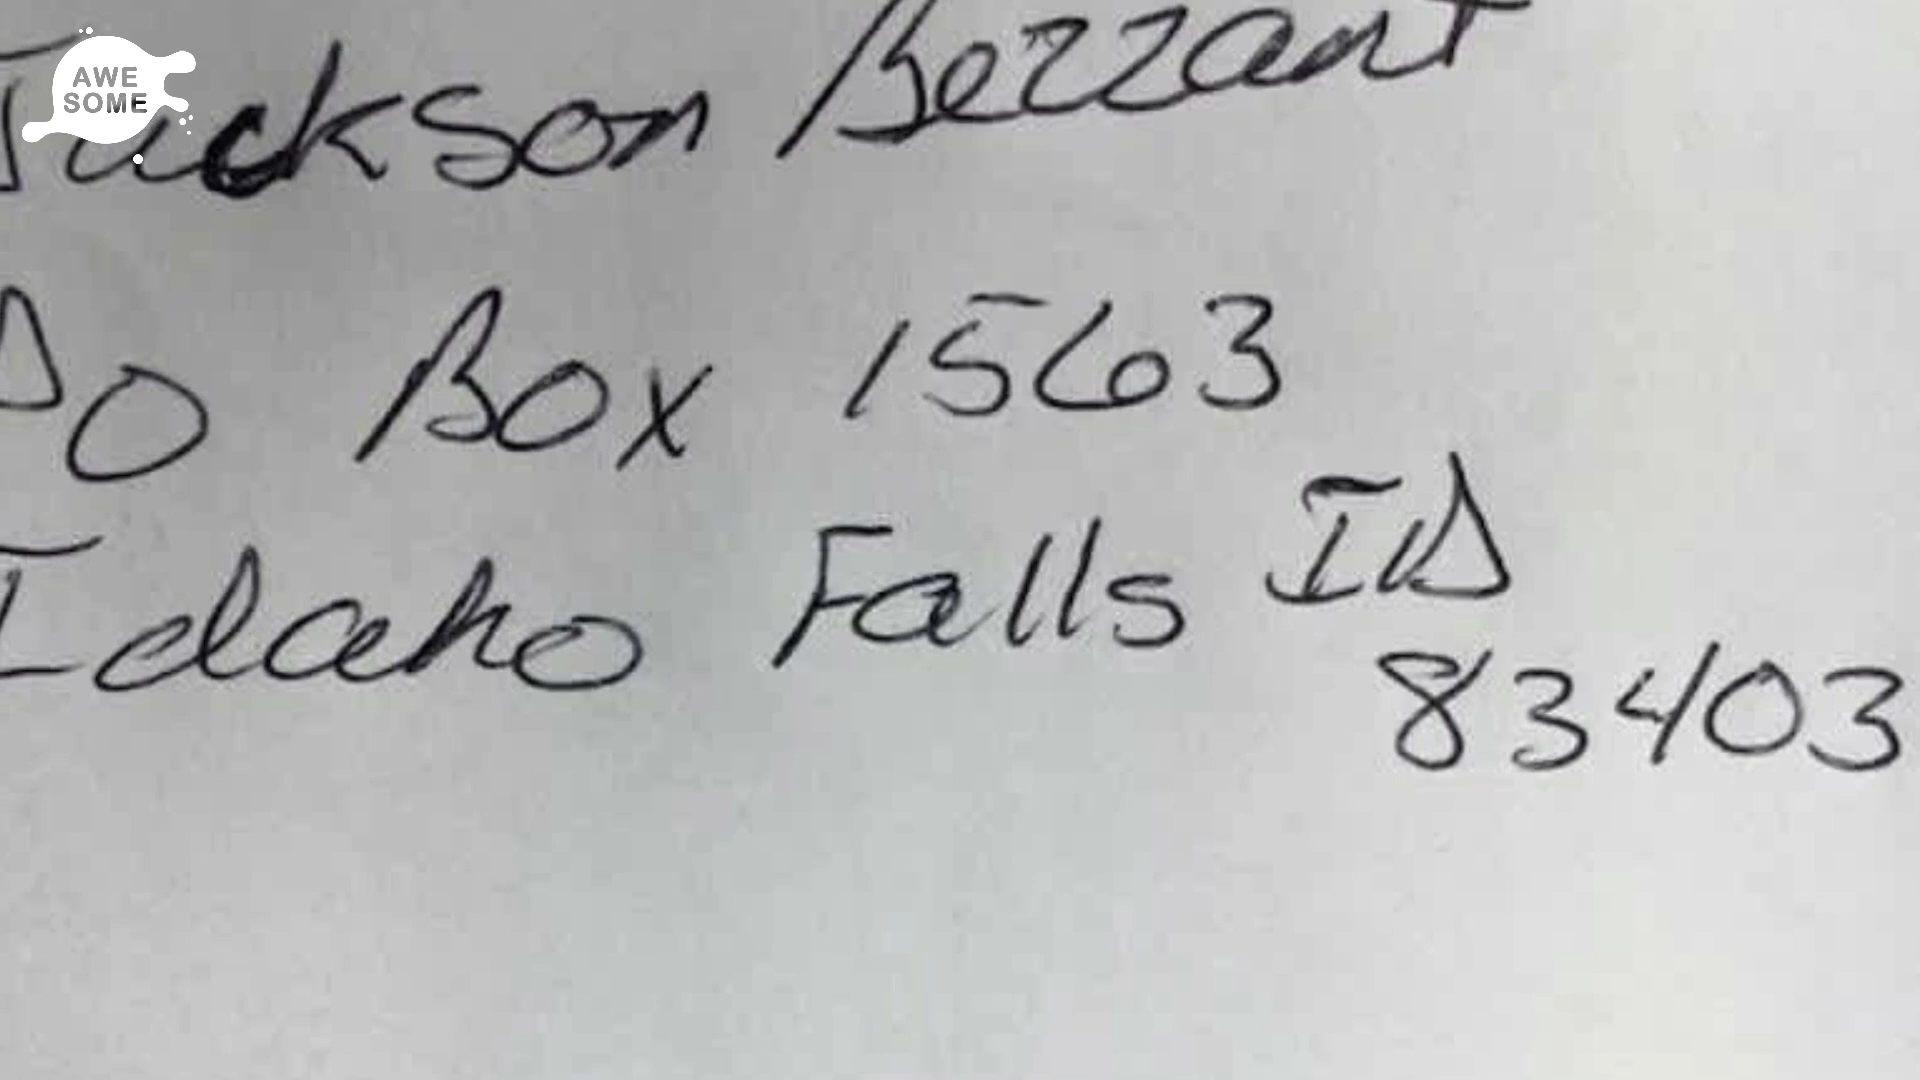 AWE
SOME
Jackson Bezzant
PO Box 1563
Idaho Falls ID
83403